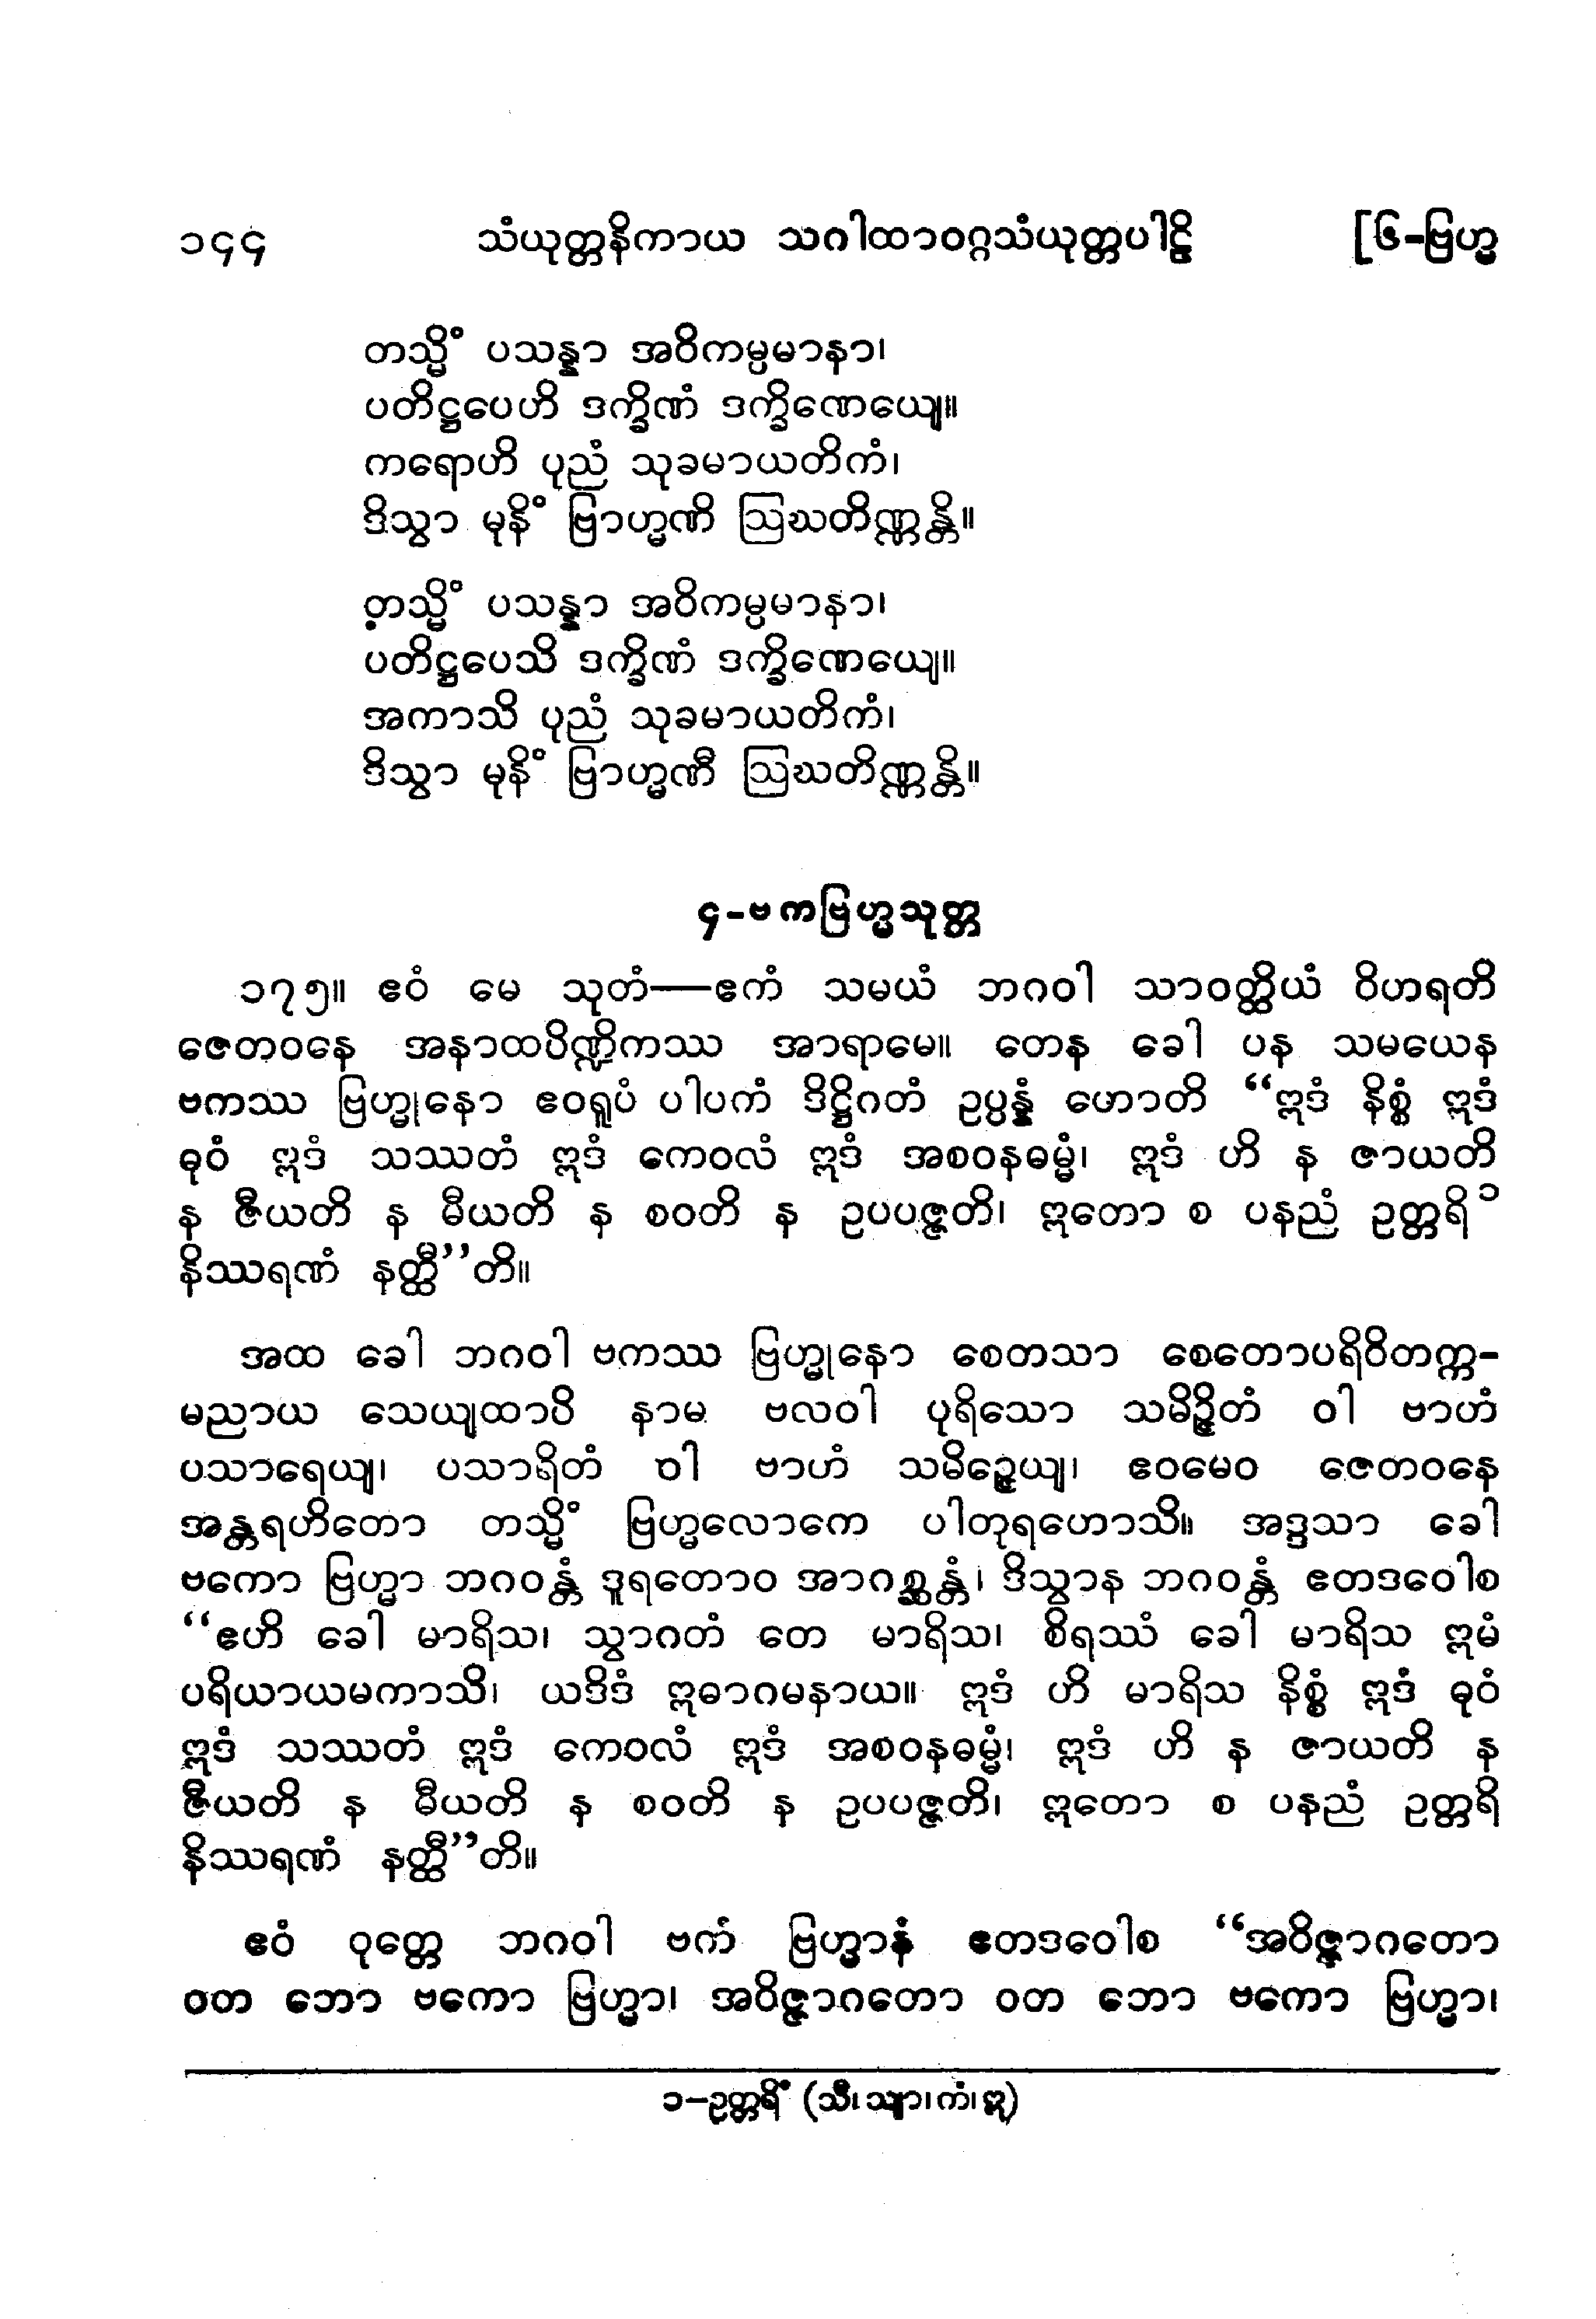 ၁၄၄ သံယုတ္တနိကာယ သဂါထာဝဂ္ဂသံယုတ္တပါဠိ [၆-ဗြဟ္မ
တသ္မိံ ပသန္နာ အဝိကမ္ပမာနာ၊
ပတိဋ္ဌပေဟိ ဒက္ခိဏံ ဒက္ခိဏေယျေ။
ကရောဟိ ပုညံ သုခမာယတိကံ၊
ဒိသွာ မုနိံ ဗြာဟ္မဏိ ဩဃတိဏ္ဏန္တိ။
တသ္မိံ ပသန္နာ အဝိကမ္ပမာနာ၊
ပတိဋ္ဌပေသိ ဒက္ခိဏံ ဒက္ခိဏေယျေ။
အကာသိ ပုညံ သုခမာယတိကံ၊
ဒိသွာ မုနိံ ဗြာဟ္မဏီ ဩဃတိဏ္ဏန္တိ။
၄-ဗကဗြဟ္မသုတ္တ
၁၇၅။ ဧဝံ မေ သုတံ—ဧကံ သမယံ ဘဂဝါ သာဝတ္ထိယံ ဝိဟရတိ
ဇေတဝနေ အနာထပိဏ္ဍိကဿ အာရာမေ။ တေန ခေါ ပန သမယေန
ဗကဿ ဗြဟ္မုနော ဧဝရူပံ ပါပကံ ဒိဋ္ဌိဂတံ ဥပ္ပန္နံ ဟောတိ “ဣဒံ နိစ္စံ ဣဒံ
ဓုဝံ ဣဒံ သဿတံ ဣဒံ ကေဝလံ ဣဒံ အစဝနဓမ္မံ၊ ဣဒံ ဟိ န ဇာယတိ
န ဇီယတိ န မီယတိ န စဝတိ န ဥပပဇ္ဇတိ၊ ဣတော စ ပနညံ ဥတ္တရိ ၁
နိဿရဏံ နတ္ထီ”တိ။
အထ ခေါ ဘဂဝါ ဗကဿ ဗြဟ္မုနော စေတသာ စေတောပရိဝိတက္က-
မညာယ သေယျထာပိ နာမ ဗလဝါ ပုရိသော သမိဉ္ဇိတံ ဝါ ဗာဟံ
ပသာရေယျ၊ ပသာရိတံ ဝါ ဗာဟံ သမိဉ္ဇေယျ၊ ဧဝမေဝ ဇေတဝနေ
အန္တရဟိတော တသ္မိံ ဗြဟ္မလောကေ ပါတုရဟောသိ။ အဒ္ဒသာ ခေါ
ဗကော ဗြဟ္မာ ဘဂဝန္တံ ဒူရတောဝ အာဂစ္ဆန္တံ၊ ဒိသွာန ဘဂဝန္တံ ဧတဒဝေါစ
“ဧဟိ ခေါ မာရိသ၊ သွာဂတံ တေ မာရိသ၊ စိရဿံ ခေါ မာရိသ ဣမံ
ပရိယာယမကာသိ၊ ယဒိဒံ ဣဓာဂမနာယ။ ဣဒံ ဟိ မာရိသ နိစ္စံ ဣဒံ ဓုဝံ
ဣဒံ သဿတံ ဣဒံ ကေဝလံ ဣဒံ အစဝနဓမ္မံ၊ ဣဒံ ဟိ န ဇာယတိ န
ဇီယတိ န မီယတိ န စဝတိ န ဥပပဇ္ဇတိ၊ ဣတော စ ပနညံ ဥတ္တရိ
နိဿရဏံ နတ္ထီ”တိ။
ဧဝံ ဝုတ္တေ ဘဂဝါ ဗကံ ဗြဟ္မာနံ ဧတဒဝေါစ “အဝိဇ္ဇာဂတော
ဝတ ဘော ဗကော ဗြဟ္မာ၊ အဝိဇ္ဇာဂတော ဝတ ဘော ဗကော ဗြဟ္မာ၊
၁-ဥတ္တရိံ (သီ၊ သျာ၊ ကံ၊ ဣ)